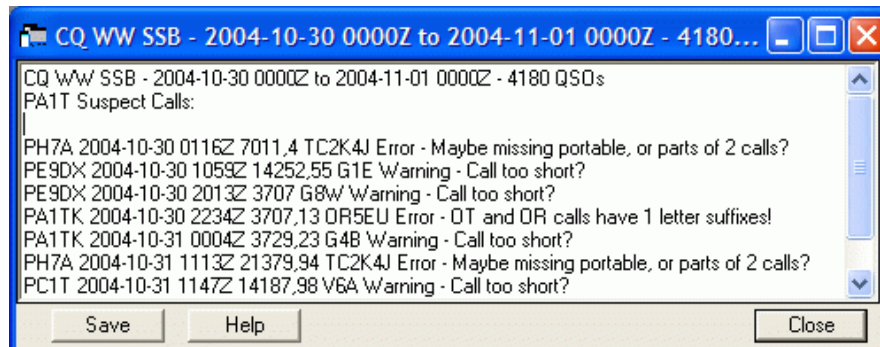 CQ WW SSB - 2004-10-30 0000Z to 2004-11-01 0000Z - 4180...
CQ WW SSB - 2004-10-30 0000Z to 2004-11-01 0000Z - 4180 QSOs
PA1T Suspect Calls:
PH7A 2004-10-30 0116Z 7011,4 TC2K4J Error - Maybe missing portable, or parts of 2 calls?
PE9DX 2004-10-30 1059Z 14252,55 G1E Warning - Call too short?
PE9DX 2004-10-30 2013Z 3707 G8W Warning - Call too short?
PA1TK 2004-10-30 2234Z 3707,13 OR5EU Error - OT and OR calls have 1 letter suffixes!
PA1TK 2004-10-31 0004Z 3729,23 G4B Warning - Call too short?
PH7A 2004-10-31 1113Z 21379,94 TC2K4J Error - Maybe missing portable, or parts of 2 calls?
PC1T 2004-10-31 1147Z 14187,98 V6A Warning - Call too short?
Save Help Close